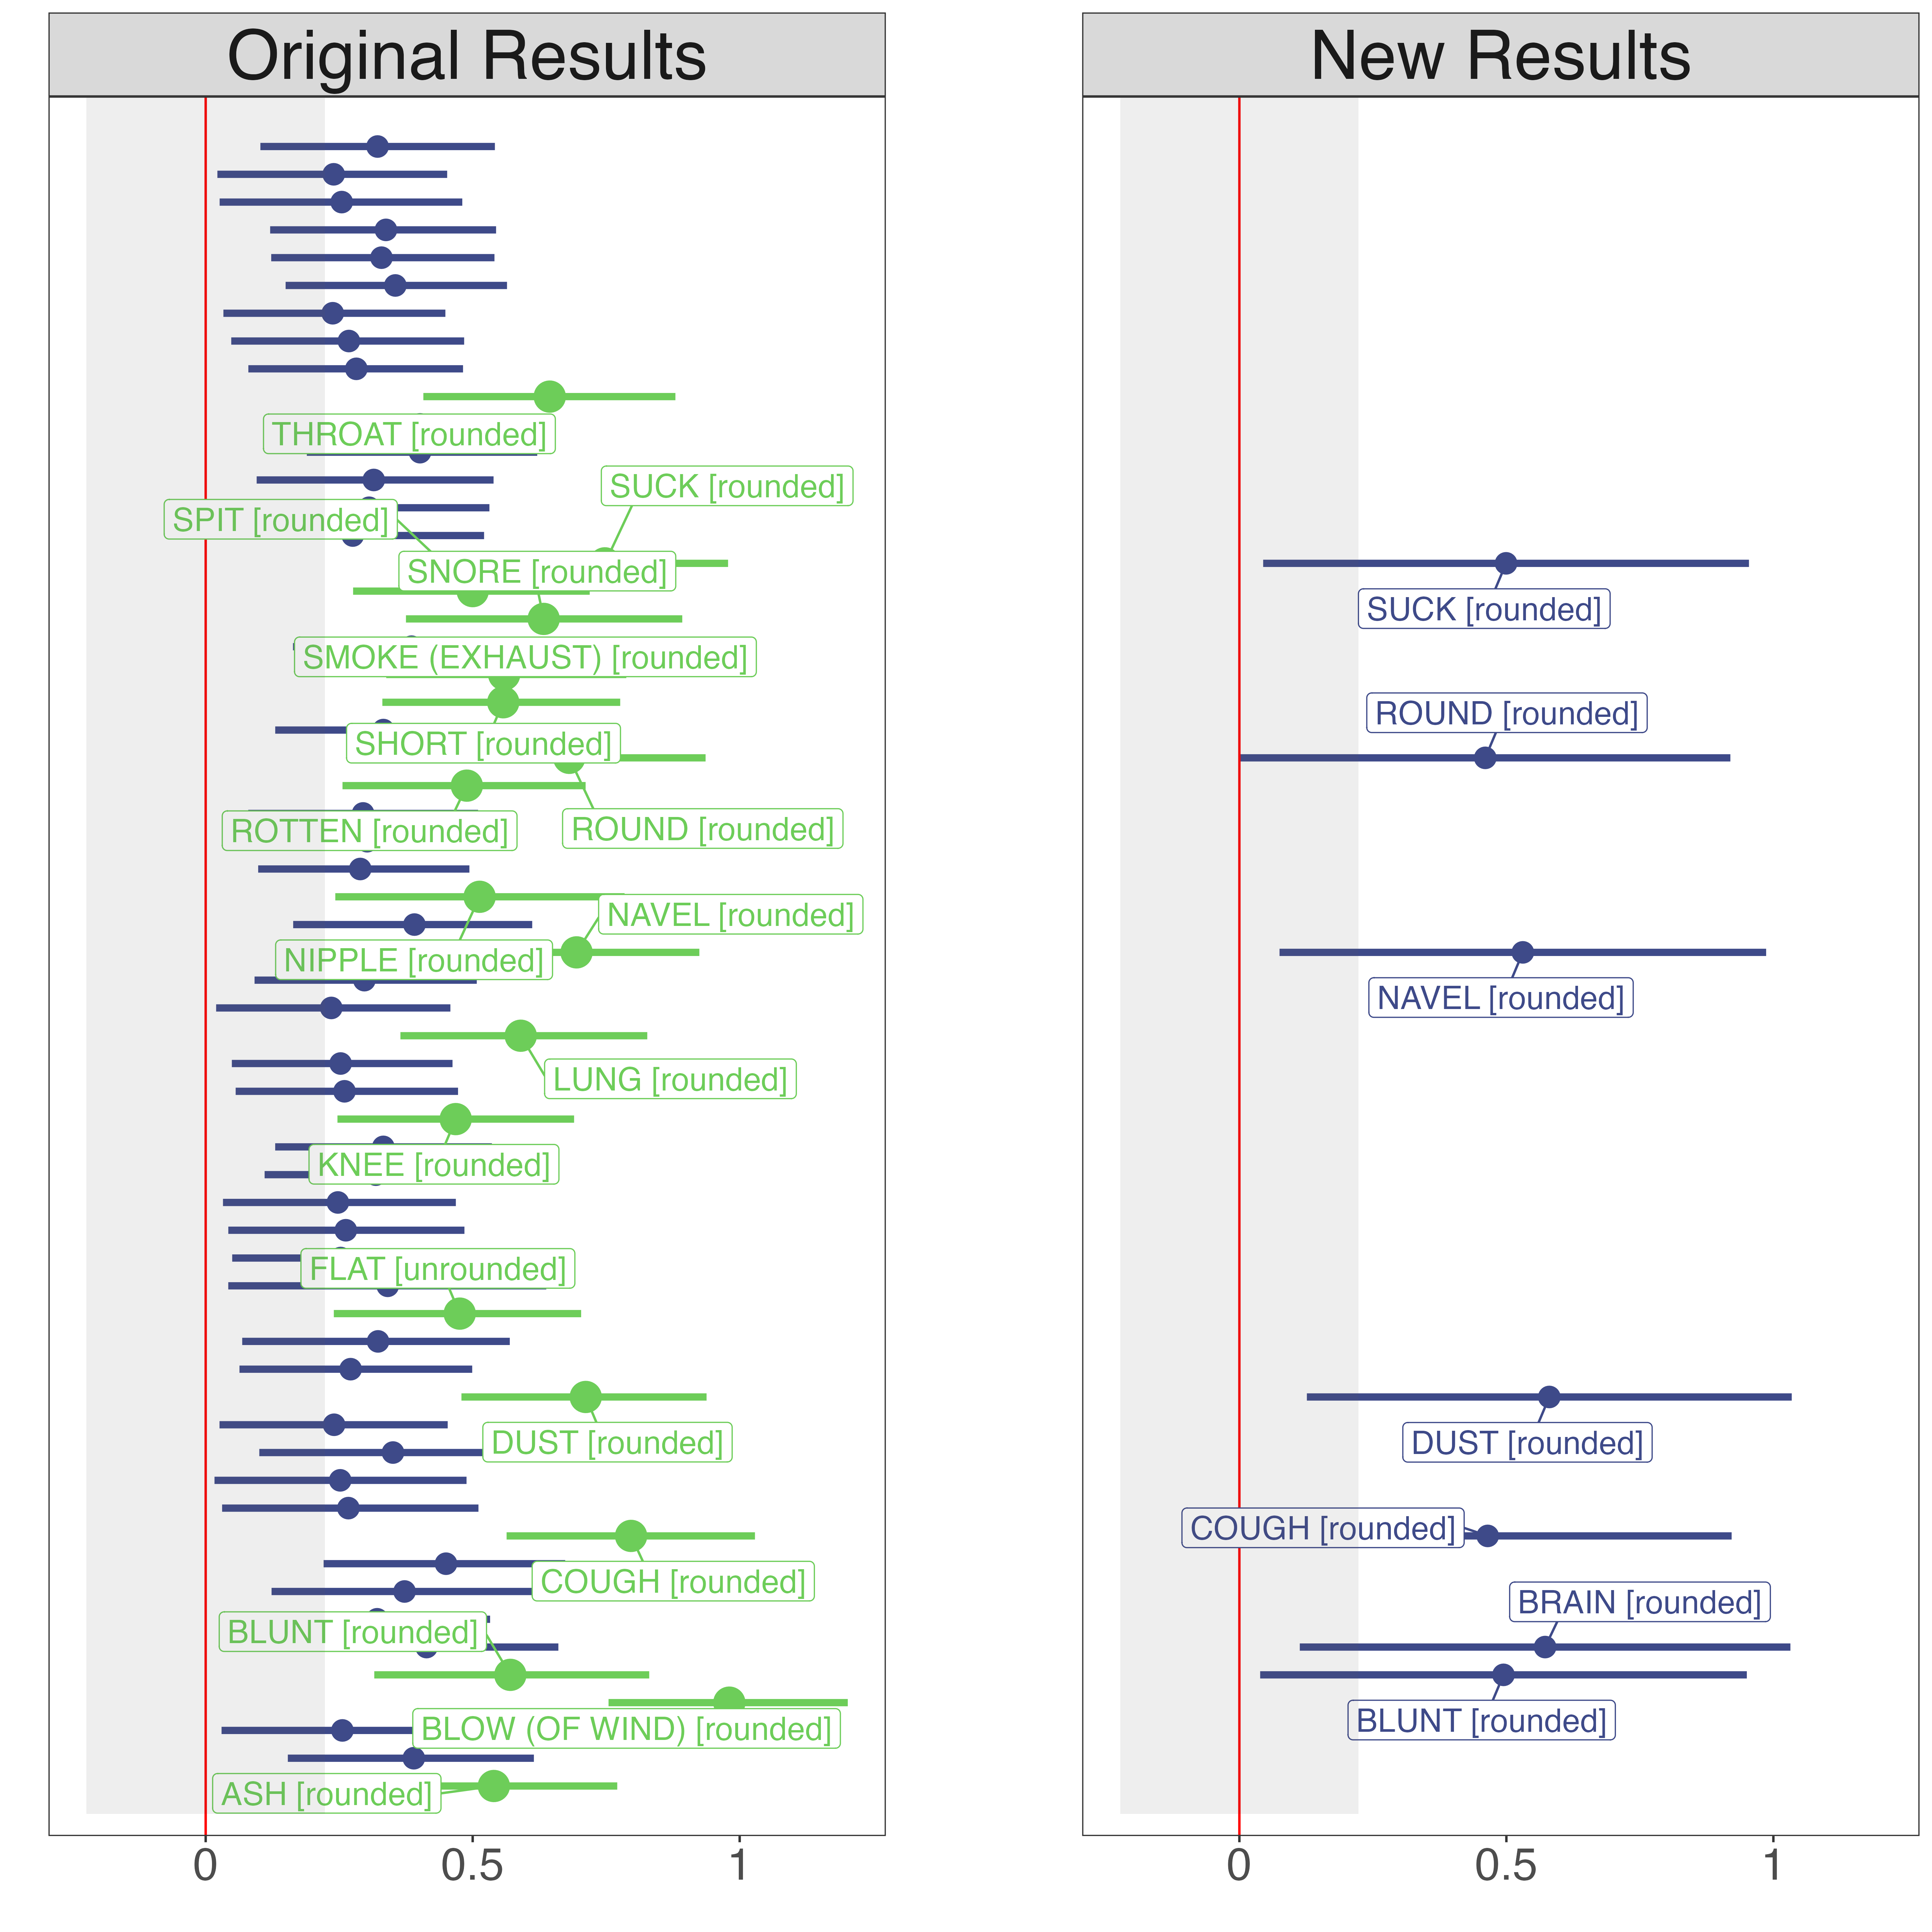 Original Results
THROAT [rounded]
SUCK [rounded]
SPIT [rounded]
SNORE [rounded]
SMOKE (EXHAUST) [rounded]
SHORT [rounded]
ROTTEN [rounded]
ROUND [rounded]
NAVEL [rounded]
NIPPLE [rounded]
LUNG [rounded]
KNEE [rounded]
FLAT [unrounded]
DUST [rounded]
COUGH [rounded]
BLUNT [rounded]
BLOW (OF WIND) [rounded]
ASH [rounded]
0 0.5 1
New Results
SUCK [rounded]
ROUND [rounded]
NAVEL [rounded]
DUST [rounded]
COUGH [rounded]
BRAIN [rounded]
BLUNT [rounded]
0 0.5 1